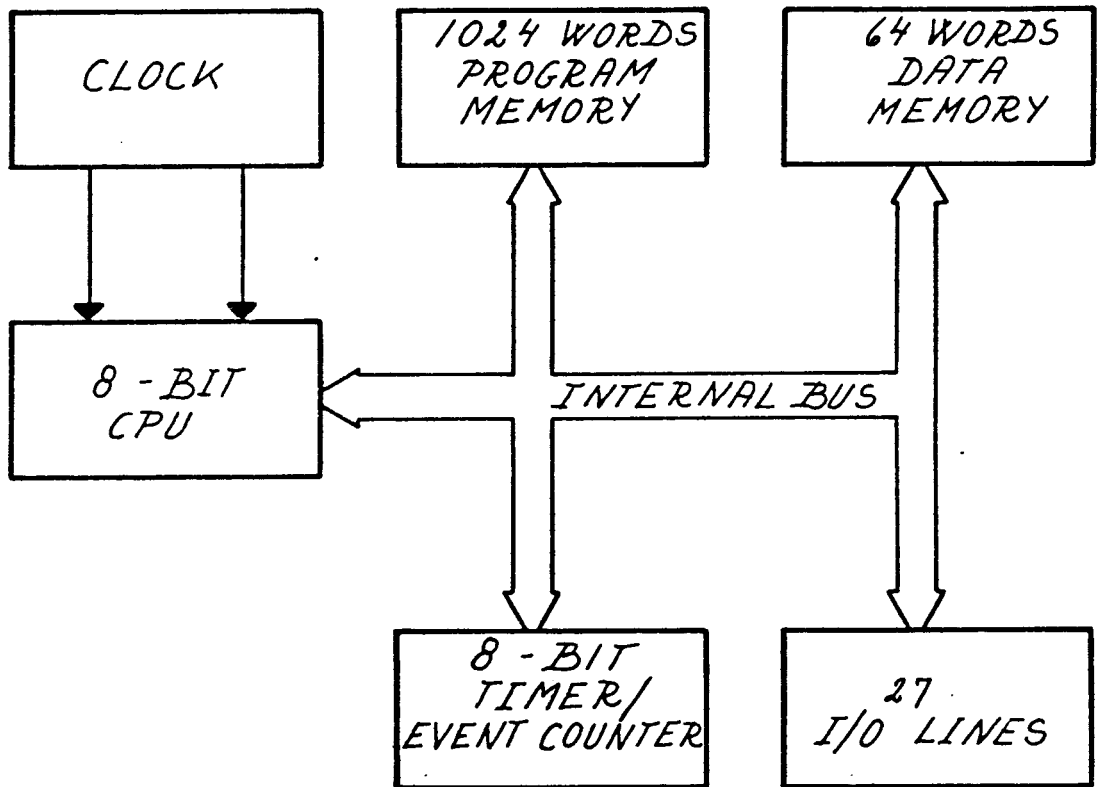 CLOCK
1024 WORDS
PROGRAM
MEMORY
64 WORDS
DATA
MEMORY
8 - BIT
CPU
INTERNAL BUS
8 - BIT
TIMER/
EVENT COUNTER
27
I/O LINES